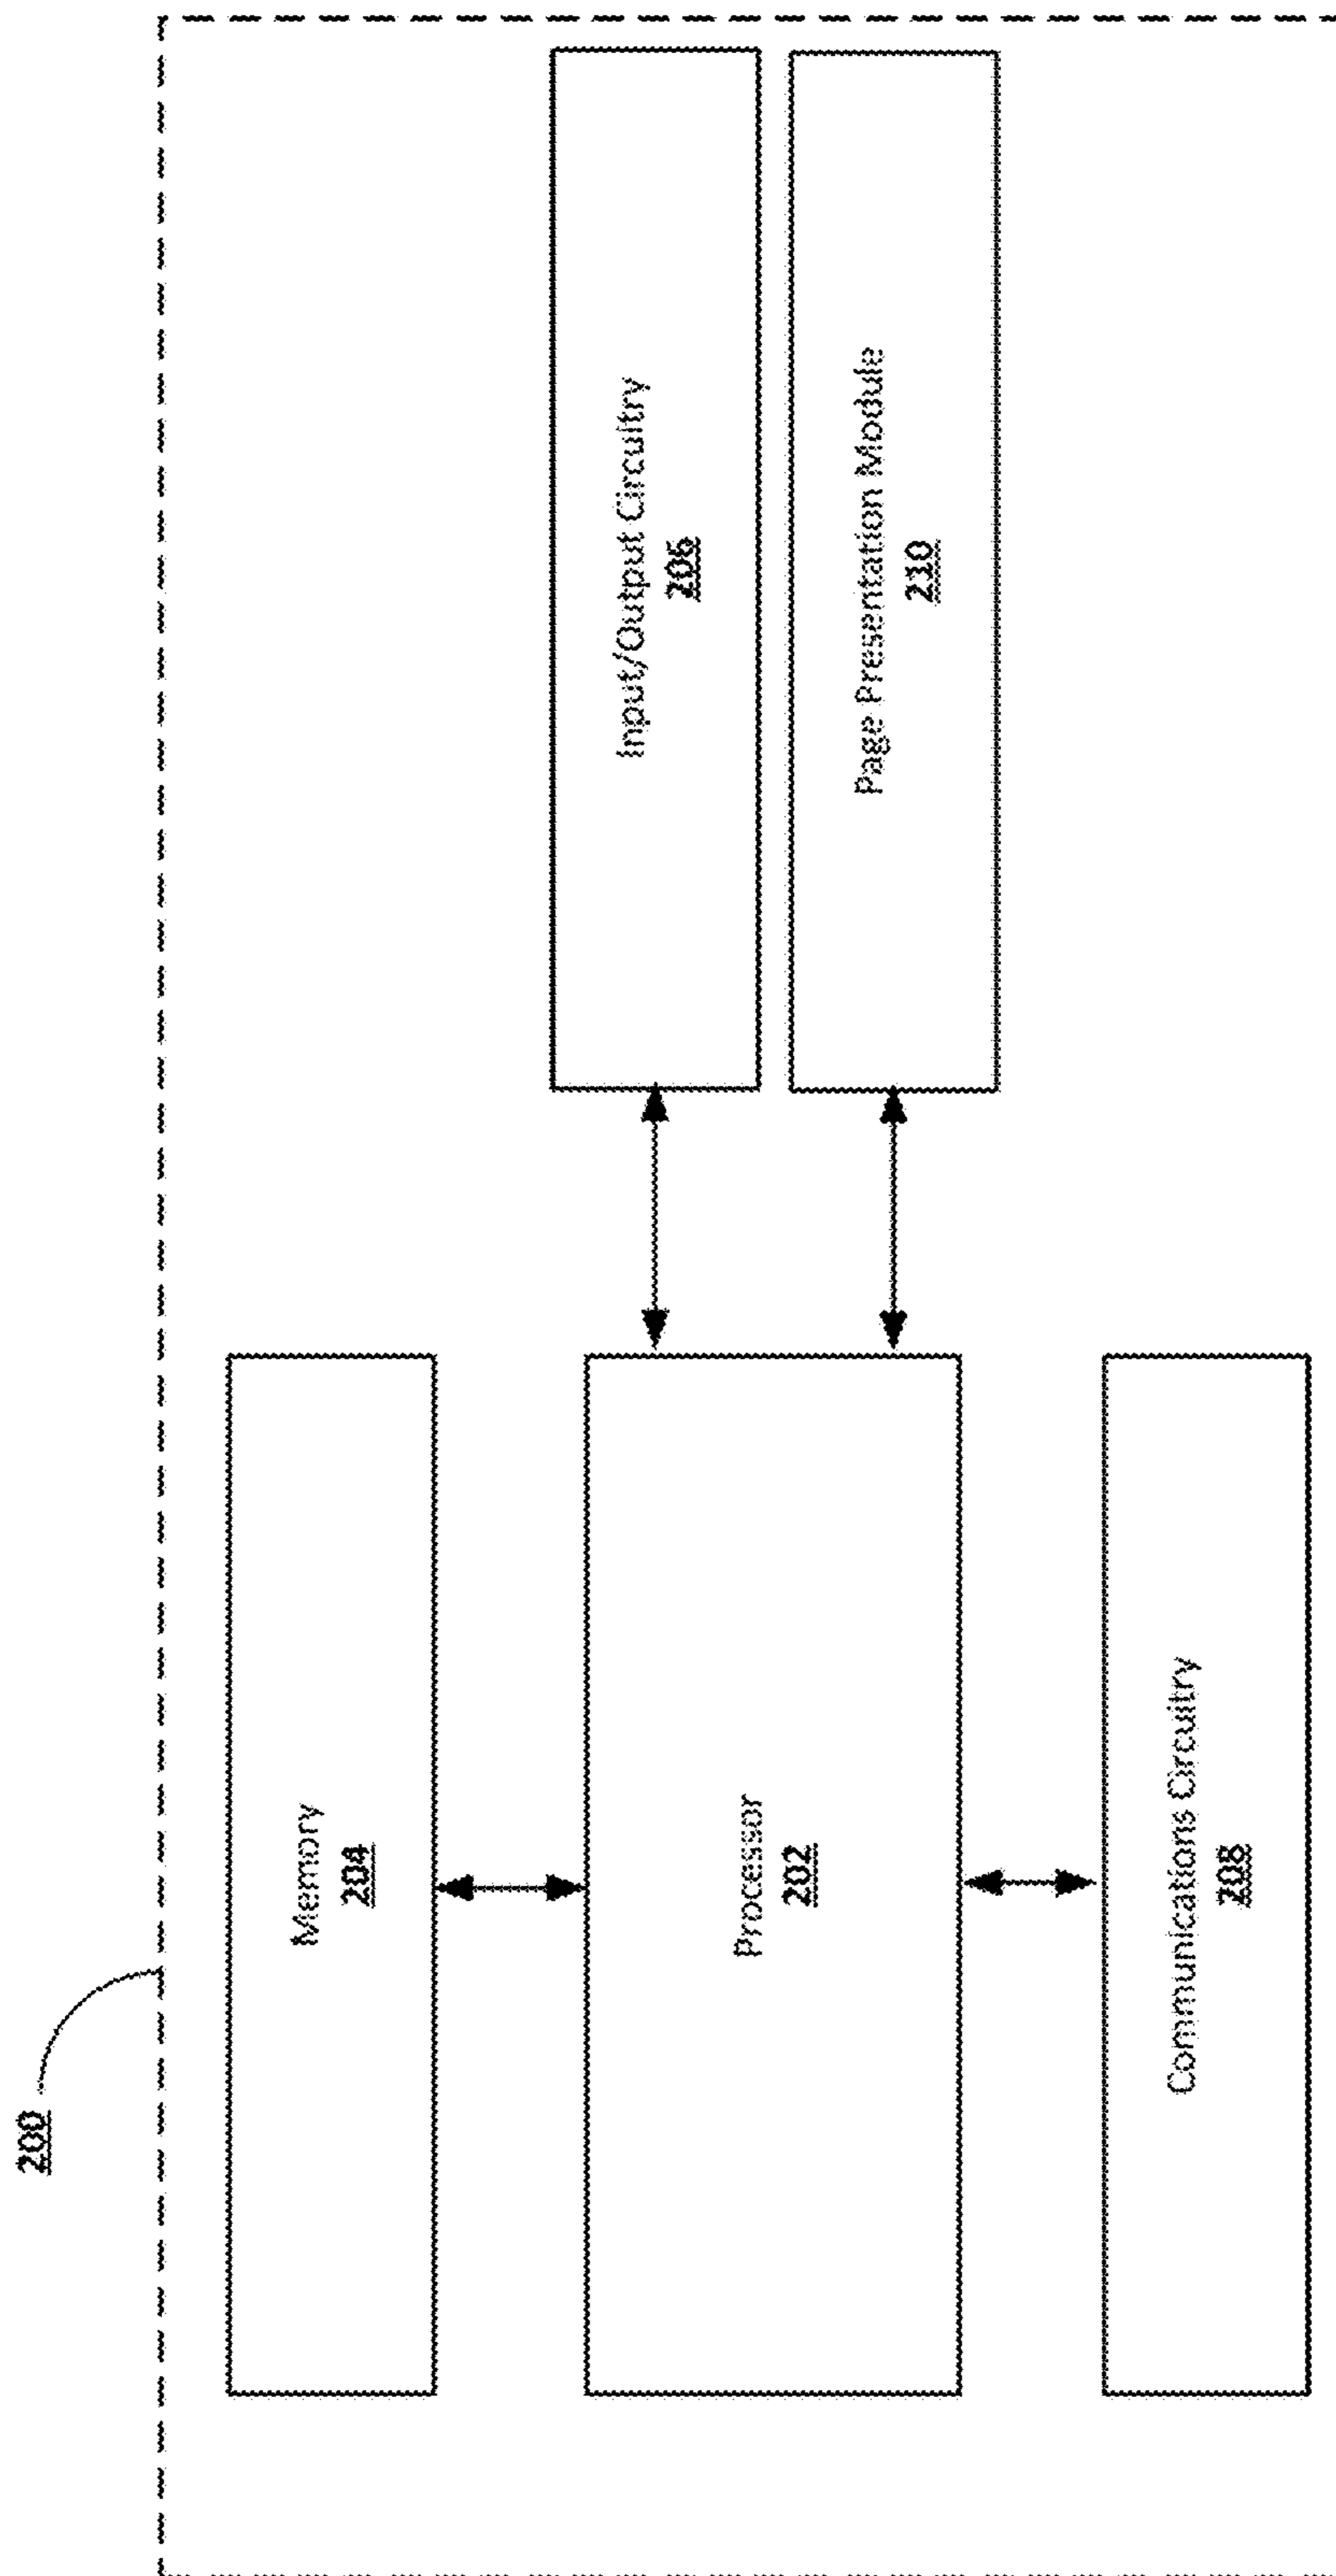 200
Memory
204
Processor
202
Input/Output Circuitry
206
Page Presentation Module
210
Communications Circuitry
208